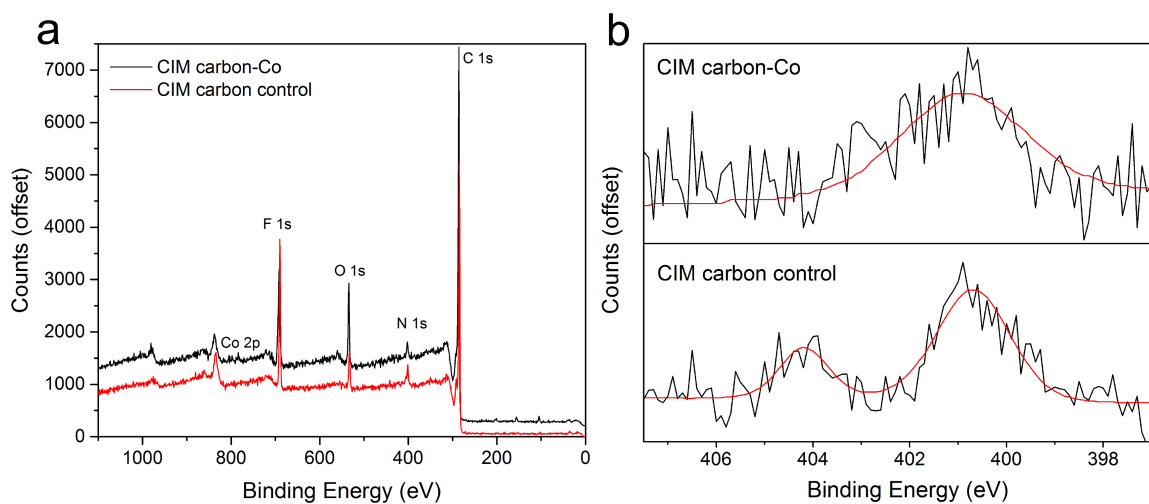 a
CIM carbon-Co
CIM carbon control
C 1s
F 1s
O 1s
N 1s
Co 2p
7000
6000
5000
4000
3000
2000
1000
0
Counts (offset)
1000 800 600 400 200 0
Binding Energy (eV)
b
CIM carbon-Co
CIM carbon control
Counts (offset)
406 404 402 400 398
Binding Energy (eV)